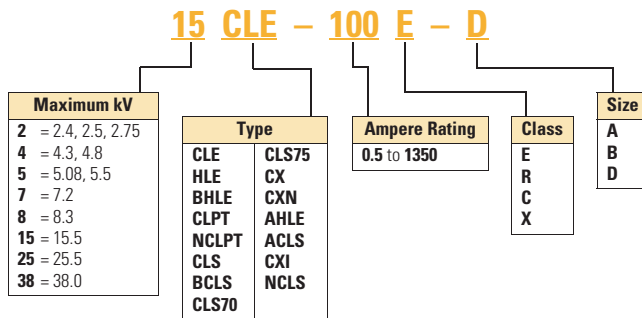 15 CLE – 100 E – D
Maximum kV
2 = 2.4, 2.5, 2.75
4 = 4.3, 4.8
5 = 5.08, 5.5
7 = 7.2
8 = 8.3
15 = 15.5
25 = 25.5
38 = 38.0
Type
CLE CLS75
HLE CX
BHLE CXN
CLPT AHLE
NCLPT ACLS
CLS CXI
BCLS NCLS
CLS70
Ampere Rating
0.5 to 1350
Class
E
R
C
X
Size
A
B
D